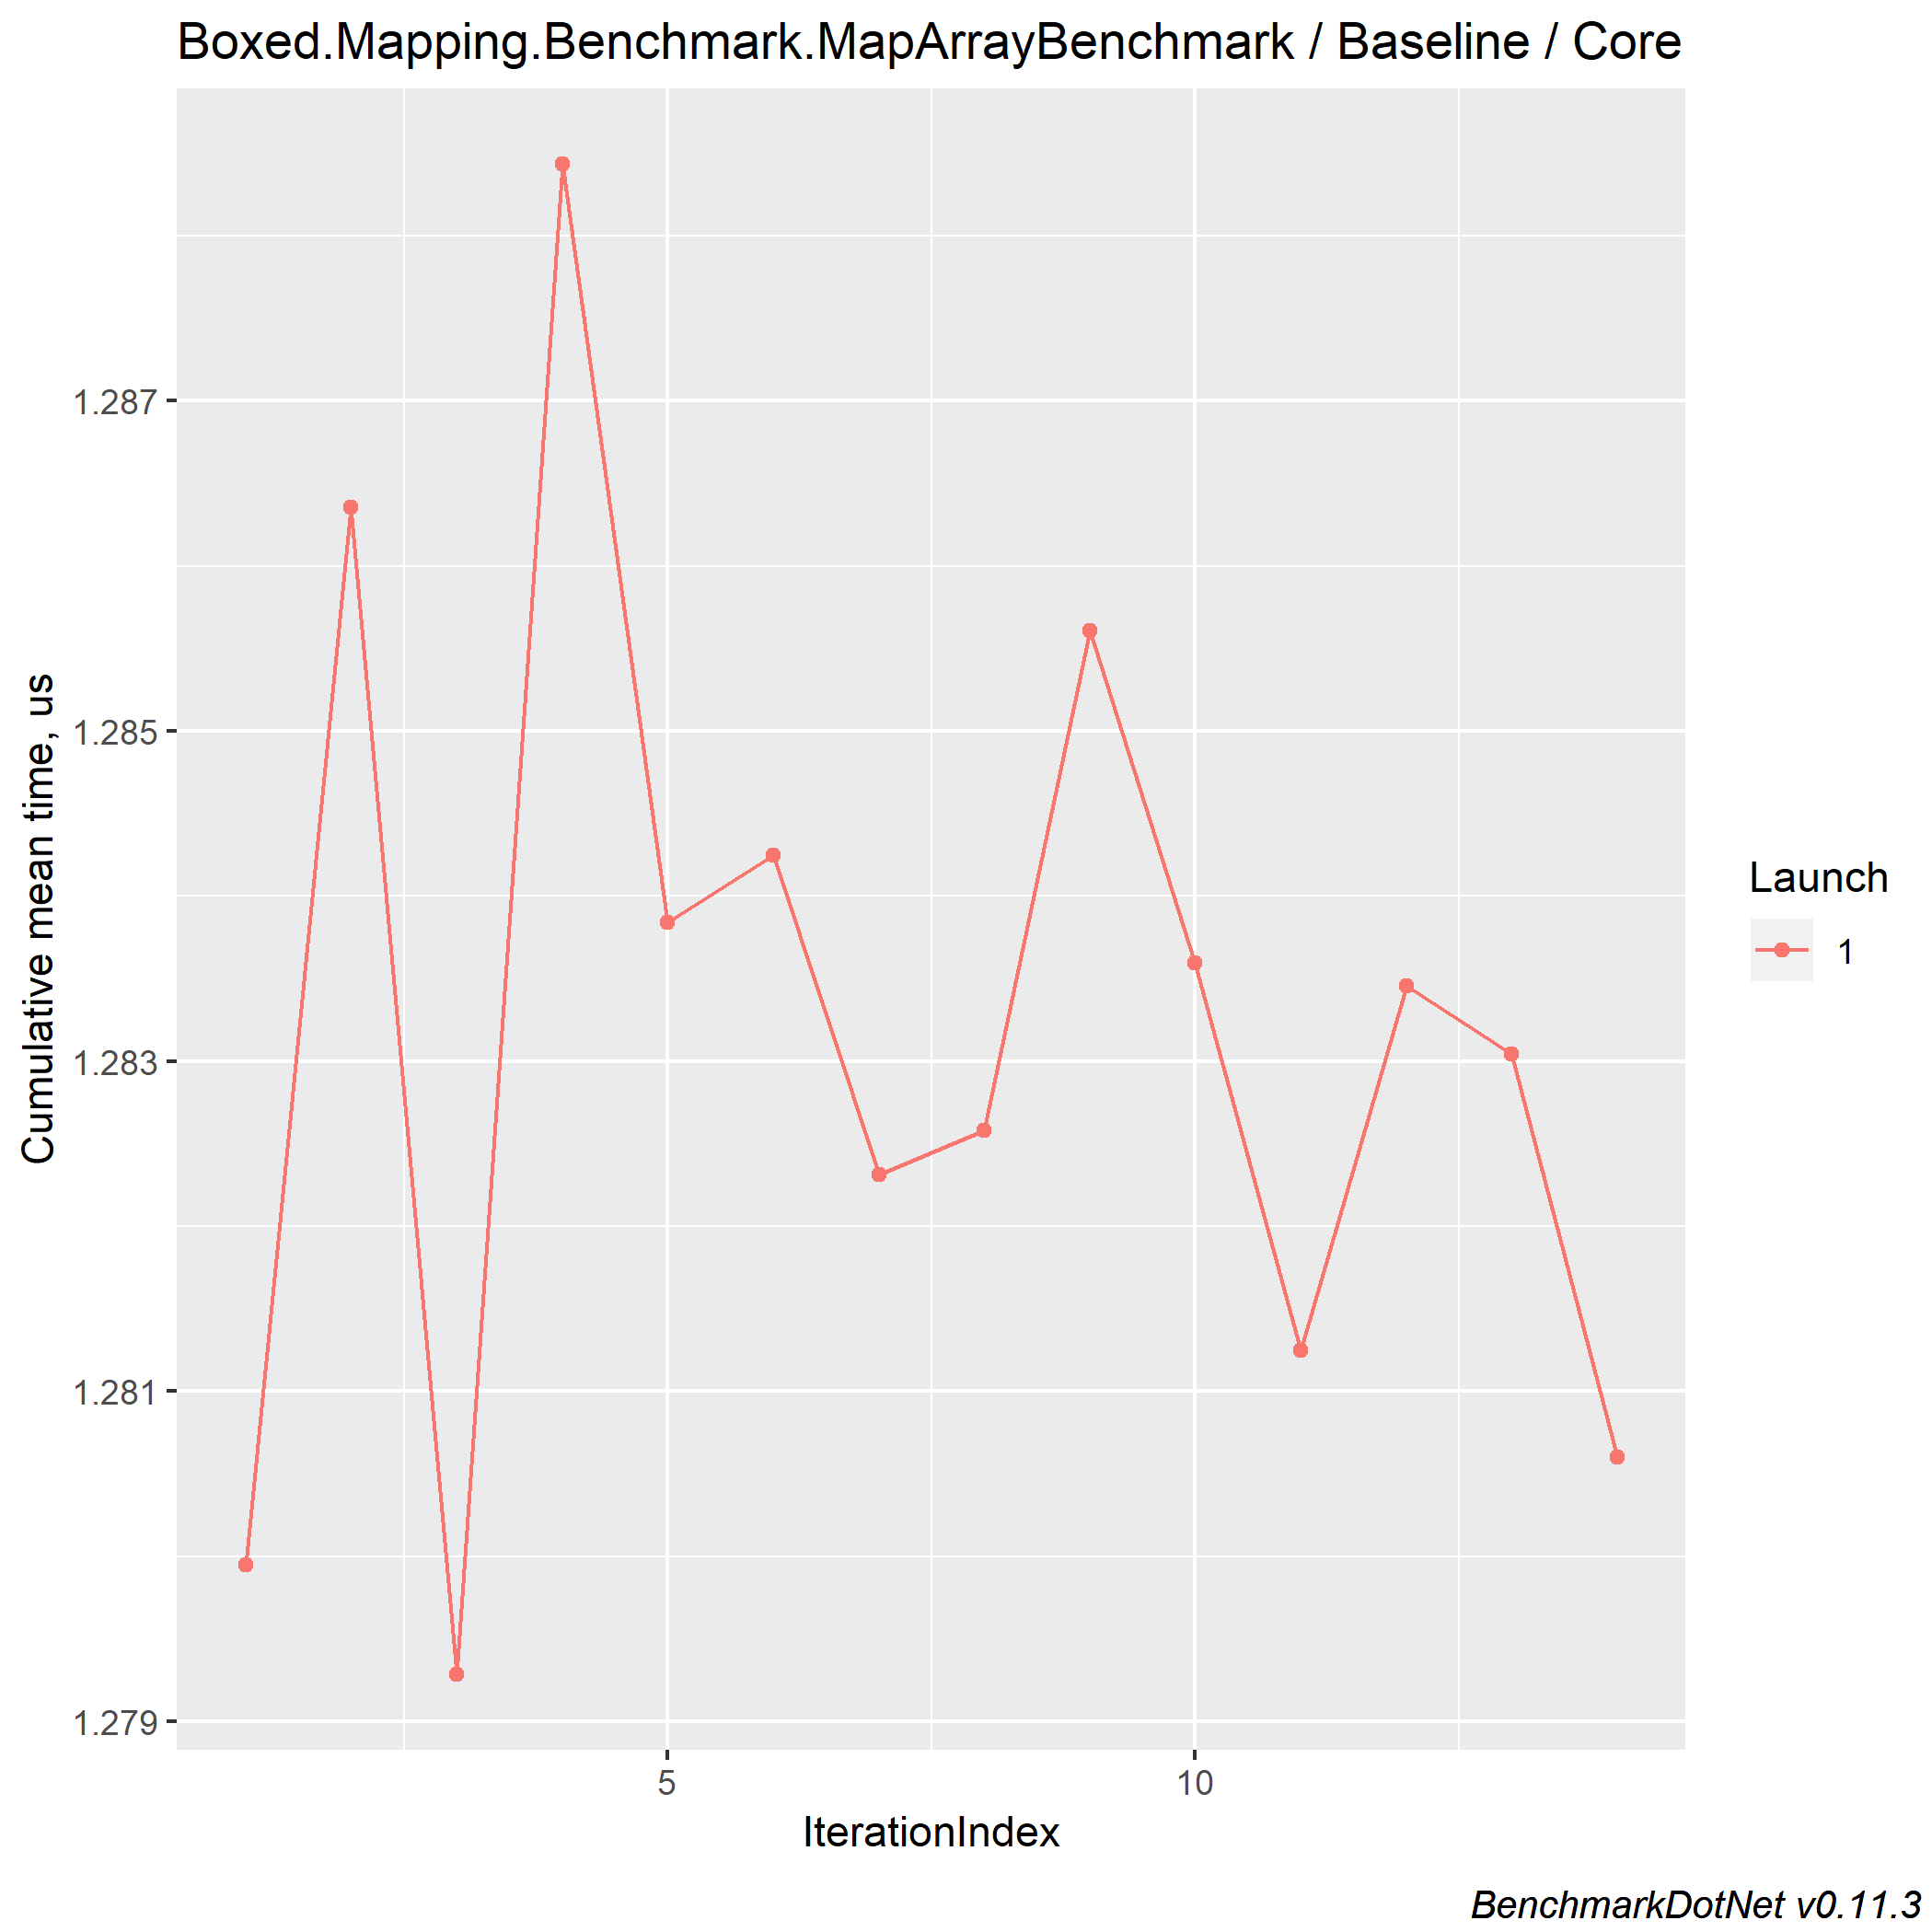 Boxed.Mapping.Benchmark.MapArrayBenchmark / Baseline / Core
Cumulative mean time, us
1.287
1.285
1.283
1.281
1.279
5
10
IterationIndex
Launch
1
BenchmarkDotNet v0.11.3